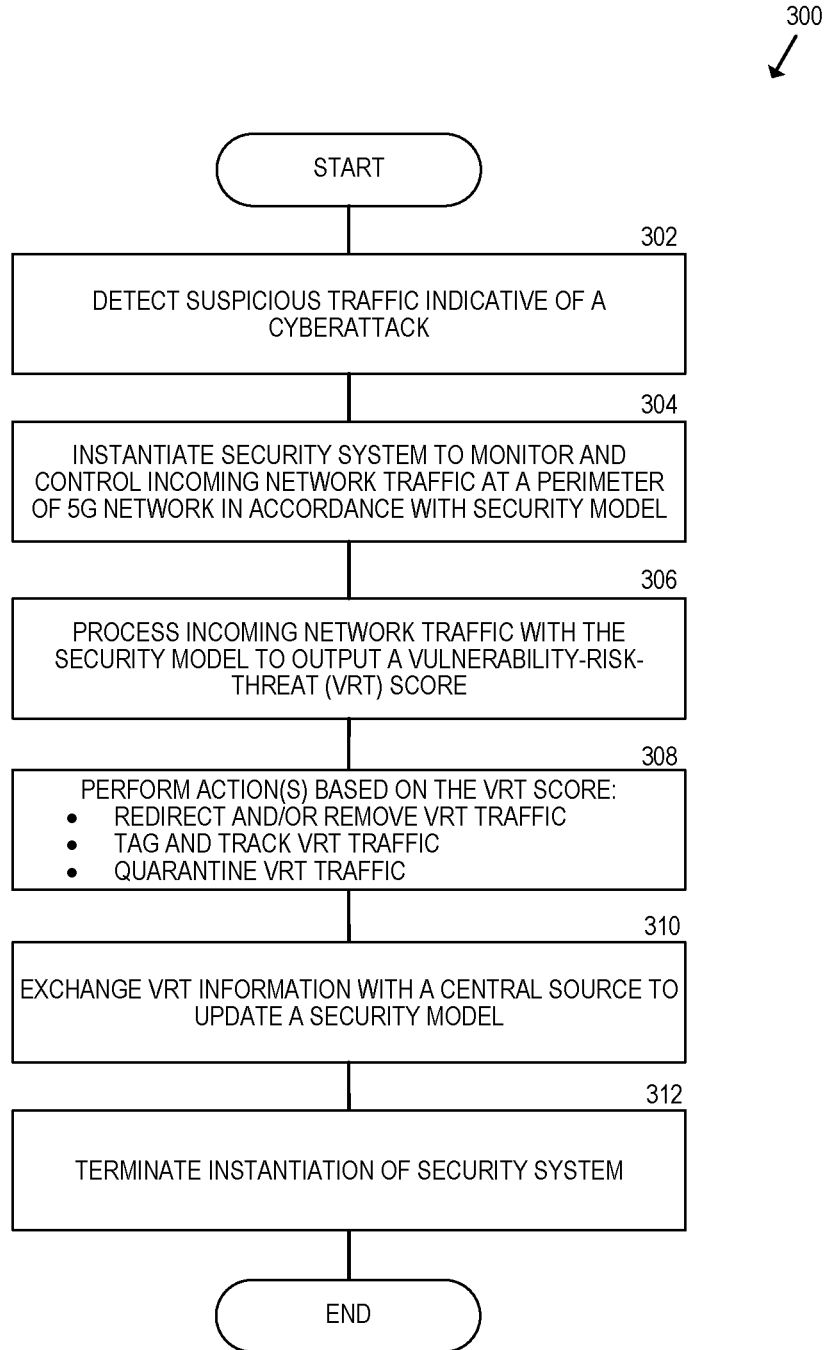 300
START
302
DETECT SUSPICIOUS TRAFFIC INDICATIVE OF A
CYBERATTACK
304
INSTANTIATE SECURITY SYSTEM TO MONITOR AND
CONTROL INCOMING NETWORK TRAFFIC AT A PERIMETER
OF 5G NETWORK IN ACCORDANCE WITH SECURITY MODEL
306
PROCESS INCOMING NETWORK TRAFFIC WITH THE
SECURITY MODEL TO OUTPUT A VULNERABILITY-RISK-
THREAT (VRT) SCORE
308
PERFORM ACTION(S) BASED ON THE VRT SCORE:
• REDIRECT AND/OR REMOVE VRT TRAFFIC
• TAG AND TRACK VRT TRAFFIC
• QUARANTINE VRT TRAFFIC
310
EXCHANGE VRT INFORMATION WITH A CENTRAL SOURCE TO
UPDATE A SECURITY MODEL
312
TERMINATE INSTANTIATION OF SECURITY SYSTEM
END